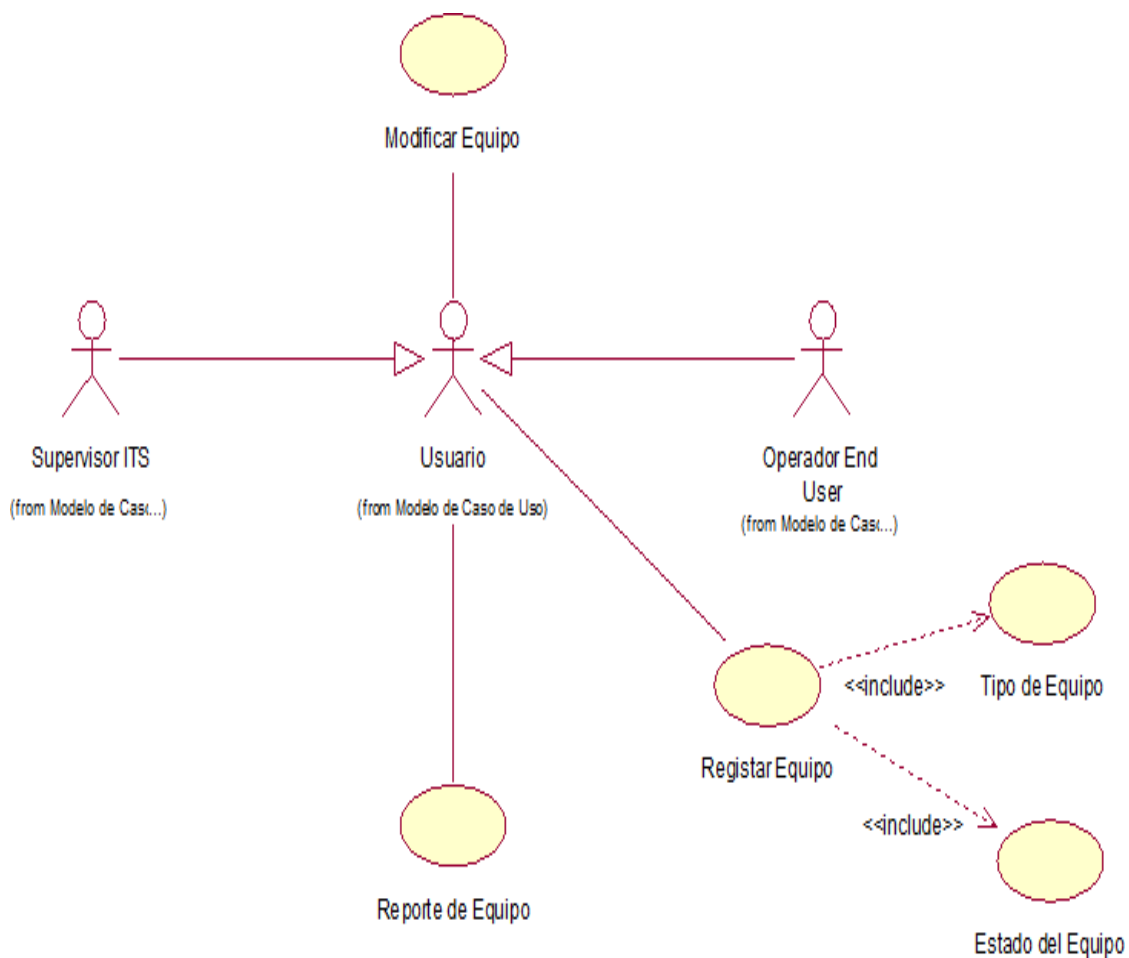 Modificar Equipo
Supervisor ITS
(from Modelo de Cas...)
Usuario
(from Modelo de Caso de Uso)
Operador End
User
(from Modelo de Cas...)
<<include>>
Tipo de Equipo
Registar Equipo
<<include>>
Reporte de Equipo
Estado del Equipo